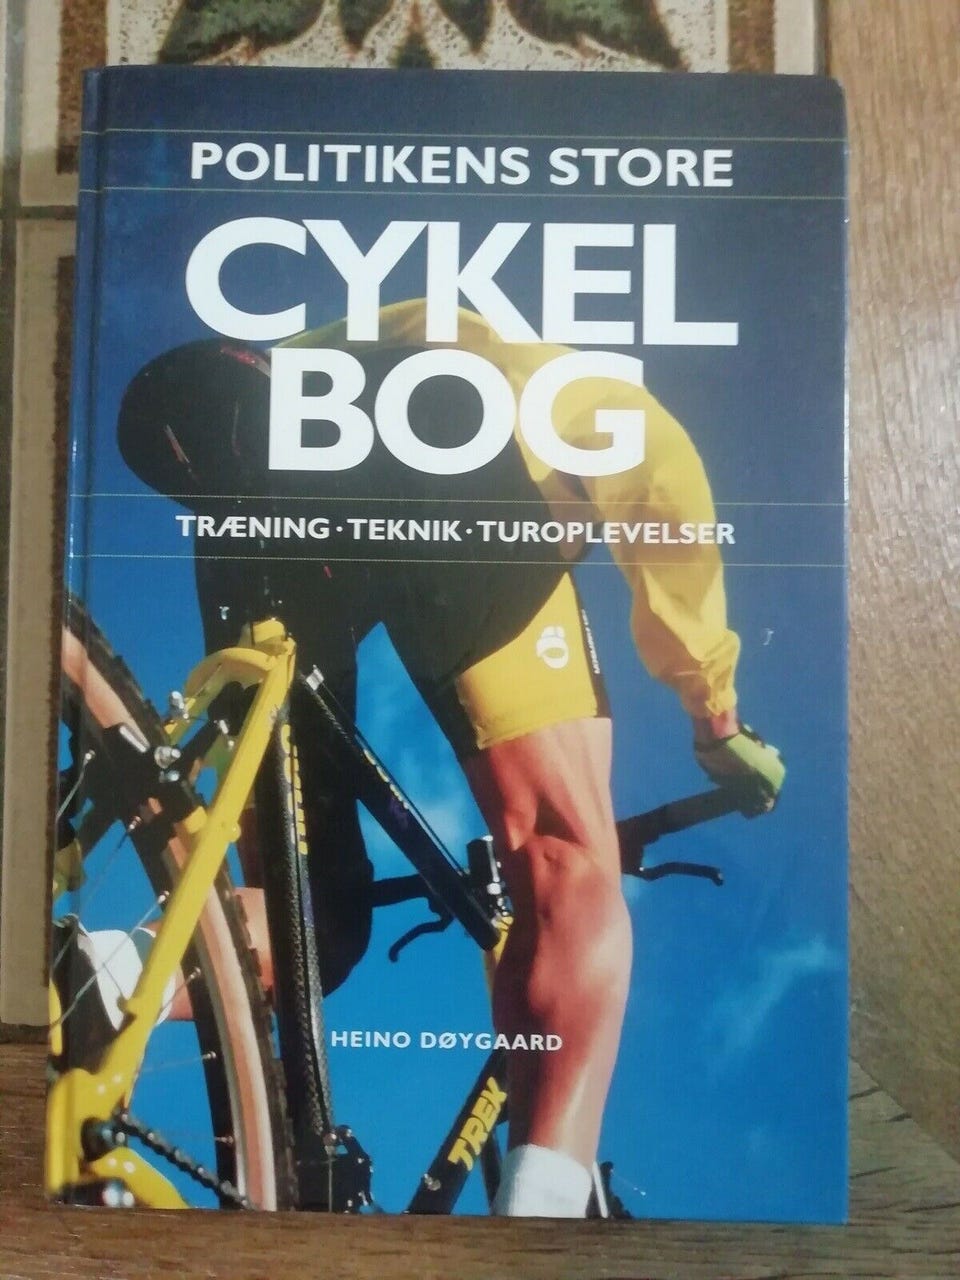 POLITIKENS STORE
CYKEL
BOG
TRÆNING · TEKNIK · TUROPLEVELSER
HEINO DØYGAARD
TREK